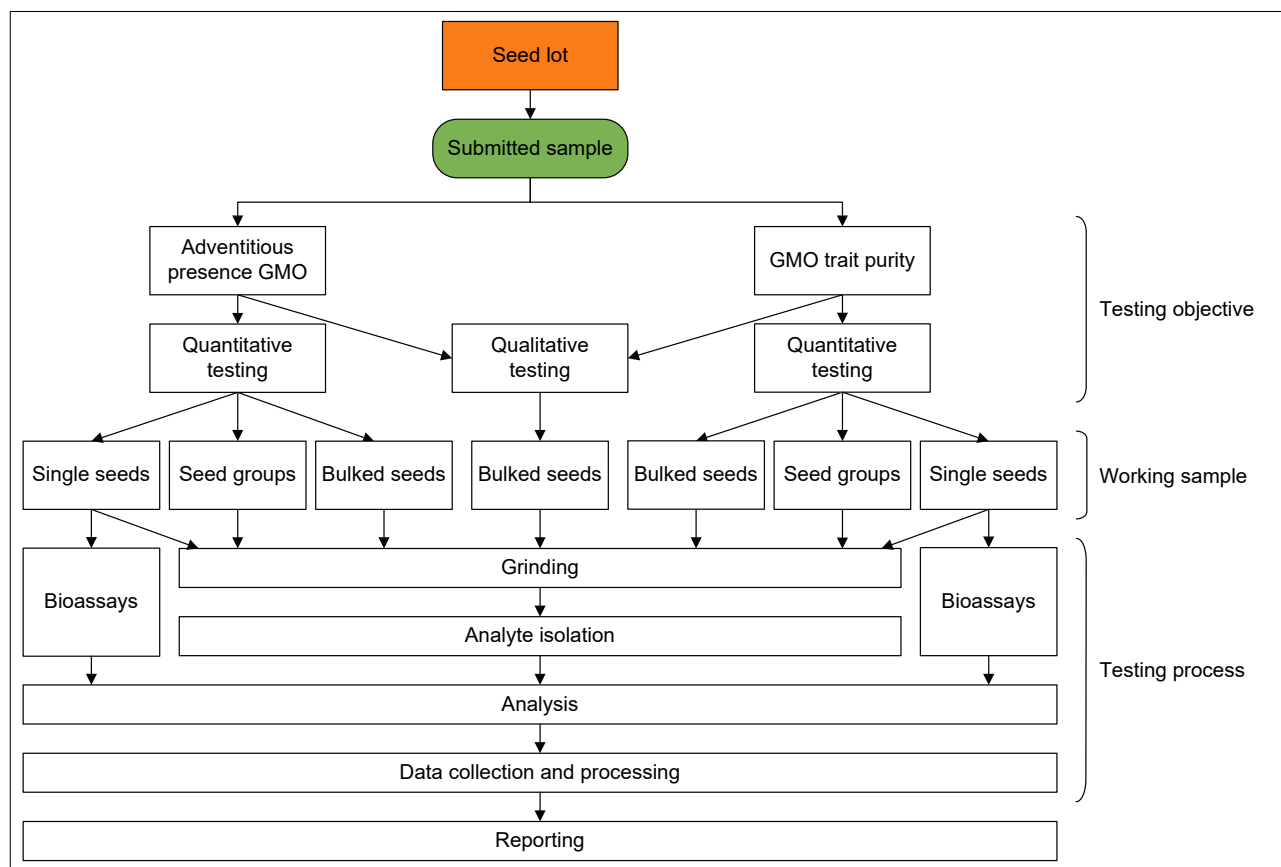 Seed lot
Submitted sample
Adventitious
presence GMO
GMO trait purity
Testing objective
Quantitative
testing
Qualitative
testing
Quantitative
testing
Single seeds
Seed groups
Bulked seeds
Bulked seeds
Bulked seeds
Seed groups
Single seeds
Working sample
Bioassays
Grinding
Bioassays
Analyte isolation
Testing process
Analysis
Data collection and processing
Reporting